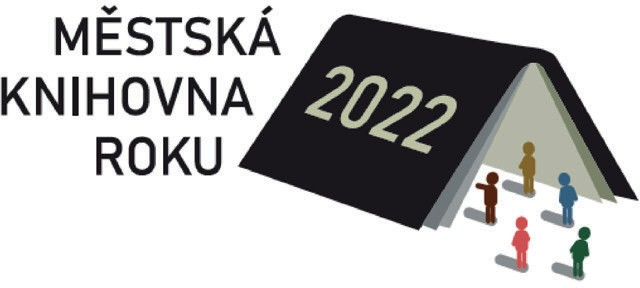 MĚSTSKÁ
KNIHOVNA
ROKU
2022